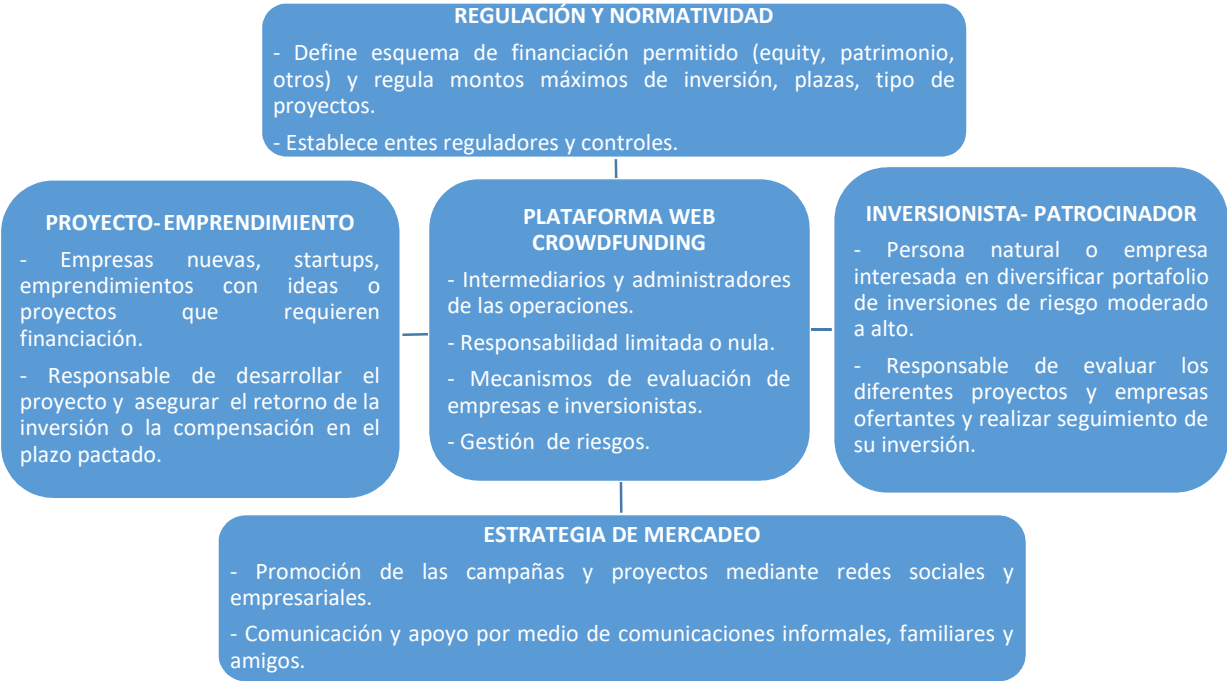 REGULACIÓN Y NORMATIVIDAD
- Define esquema de financiación permitido (equity, patrimonio,
otros) y regula montos máximos de inversión, plazas, tipo de
proyectos.
- Establece entes reguladores y controles.
PROYECTO- EMPRENDIMIENTO
- Empresas nuevas, startups,
emprendimientos con ideas o
proyectos que requieren
financiación.
- Responsable de desarrollar el
proyecto y asegurar el retorno de la
inversión o la compensación en el
plazo pactado.
PLATAFORMA WEB
CROWDFUNDING
- Intermediarios y administradores
de las operaciones.
- Responsabilidad limitada o nula.
- Mecanismos de evaluación de
empresas e inversionistas.
- Gestión de riesgos.
INVERSIONISTA- PATROCINADOR
- Persona natural o empresa
interesada en diversificar portafolio
de inversiones de riesgo moderado
a alto.
- Responsable de evaluar los
diferentes proyectos y empresas
ofertantes y realizar seguimiento de
su inversión.
ESTRATEGIA DE MERCADEO
- Promoción de las campañas y proyectos mediante redes sociales y
empresariales.
- Comunicación y apoyo por medio de comunicaciones informales, familiares y
amigos.